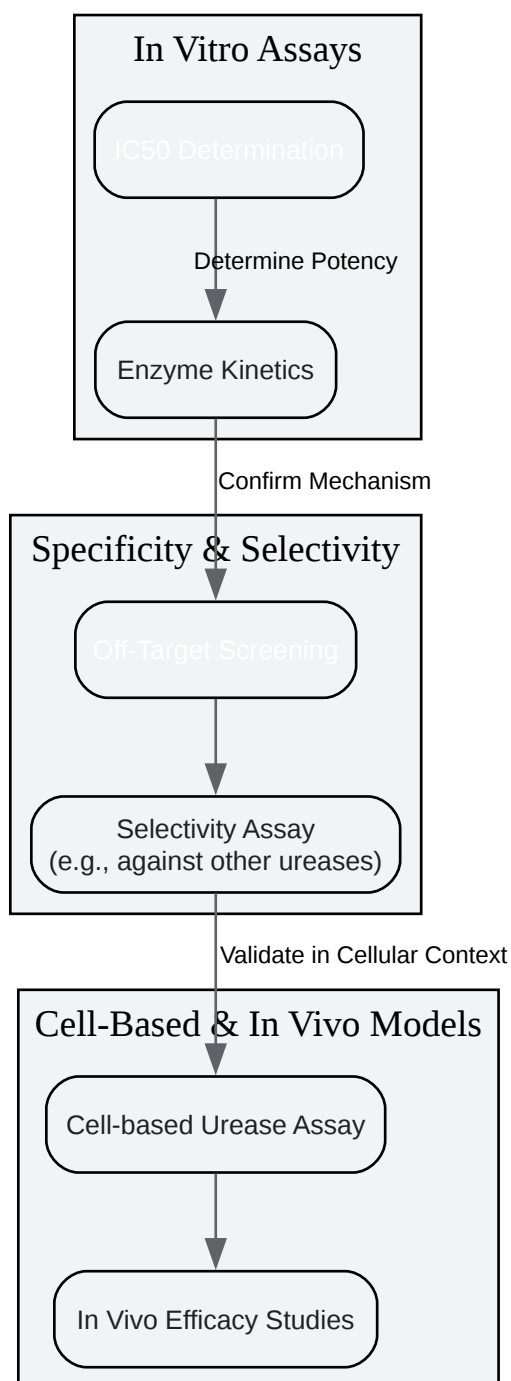 In Vitro Assays
IC50 Determination
Determine Potency
Enzyme Kinetics
Confirm Mechanism
Specificity & Selectivity
Off-Target Screening
Selectivity Assay
(e.g., against other ureases)
Validate in Cellular Context
Cell-Based & In Vivo Models
Cell-based Urease Assay
In Vivo Efficacy Studies